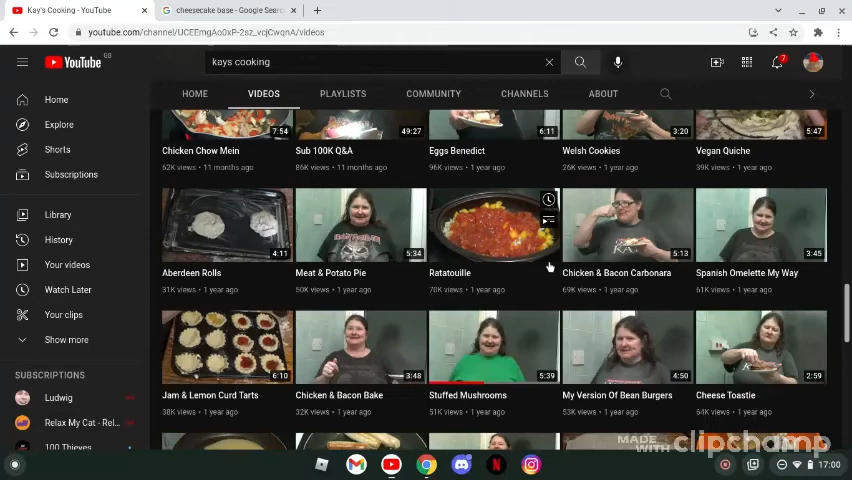 Kay's Cooking - YouTube
cheesecake base - Google Searc
youtube.com/channel/UCEEmgAo0xP-2sz_vcjCwqnA/videos
YouTube GB
kays cooking
7
HOME VIDEOS PLAYLISTS COMMUNITY CHANNELS ABOUT
Home
Explore
Shorts
Subscriptions
Library
History
Your videos
Watch Later
Your clips
Show more
SUBSCRIPTIONS
Ludwig
Relax My Cat - Rel...
100 Thieves
7:54 49:27 6:11 3:20 5:47
Chicken Chow Mein Sub 100K Q&A Eggs Benedict Welsh Cookies Vegan Quiche
62K views • 11 months ago 86K views • 11 months ago 96K views • 1 year ago 26K views • 1 year ago 39K views • 1 year ago
4:11 5:34 5:13 3:45
Aberdeen Rolls Meat & Potato Pie Ratatouille Chicken & Bacon Carbonara Spanish Omelette My Way
31K views • 1 year ago 50K views • 1 year ago 70K views • 1 year ago 69K views • 1 year ago 61K views • 1 year ago
6:10 3:48 5:39 4:50 2:59
Jam & Lemon Curd Tarts Chicken & Bacon Bake Stuffed Mushrooms My Version Of Bean Burgers Cheese Toastie
38K views • 1 year ago 32K views • 1 year ago 51K views • 1 year ago 53K views • 1 year ago 64K views • 1 year ago
MADE WITH clipchamp
17:00